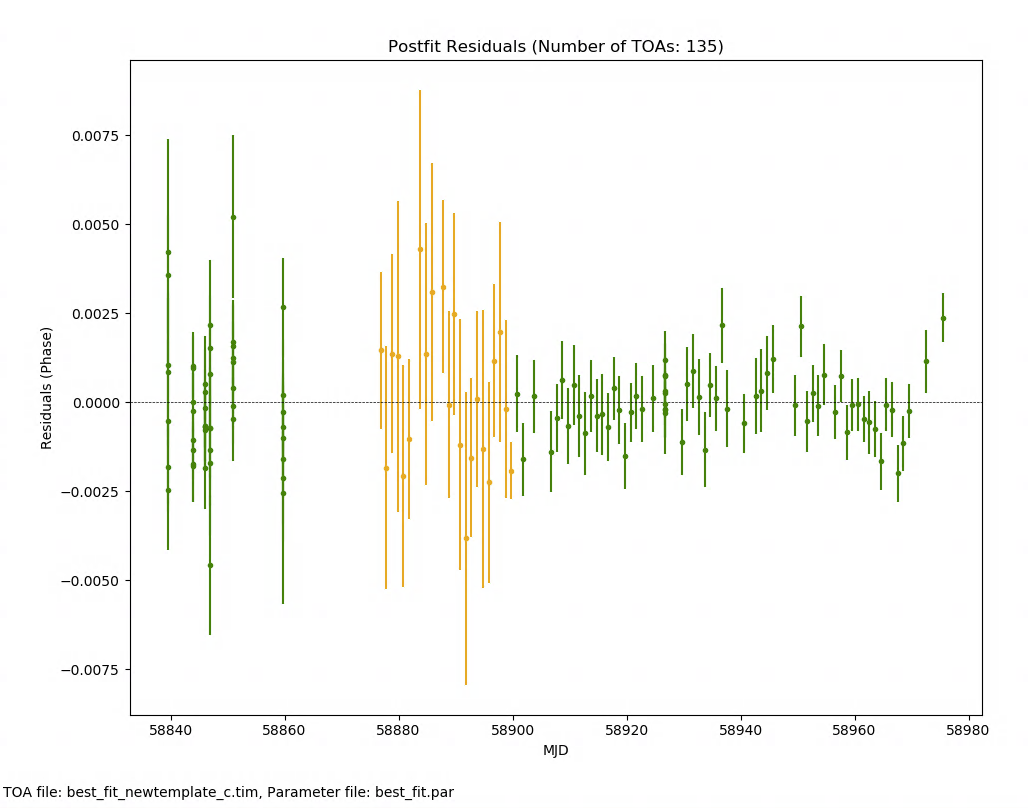 Postfit Residuals (Number of TOAs: 135)
0.0075
0.0050
0.0025
0.0000
−0.0025
−0.0050
−0.0075
Residuals (Phase)
58840 58860 58880 58900 58920 58940 58960 58980
MJD
TOA file: best_fit_newtemplate_c.tim, Parameter file: best_fit.par